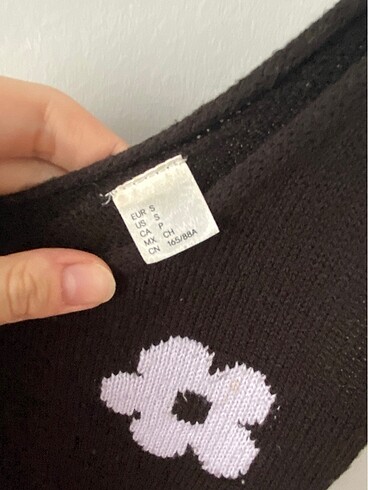 EUR S
US S
CA P
MX CH
CN 165/88A